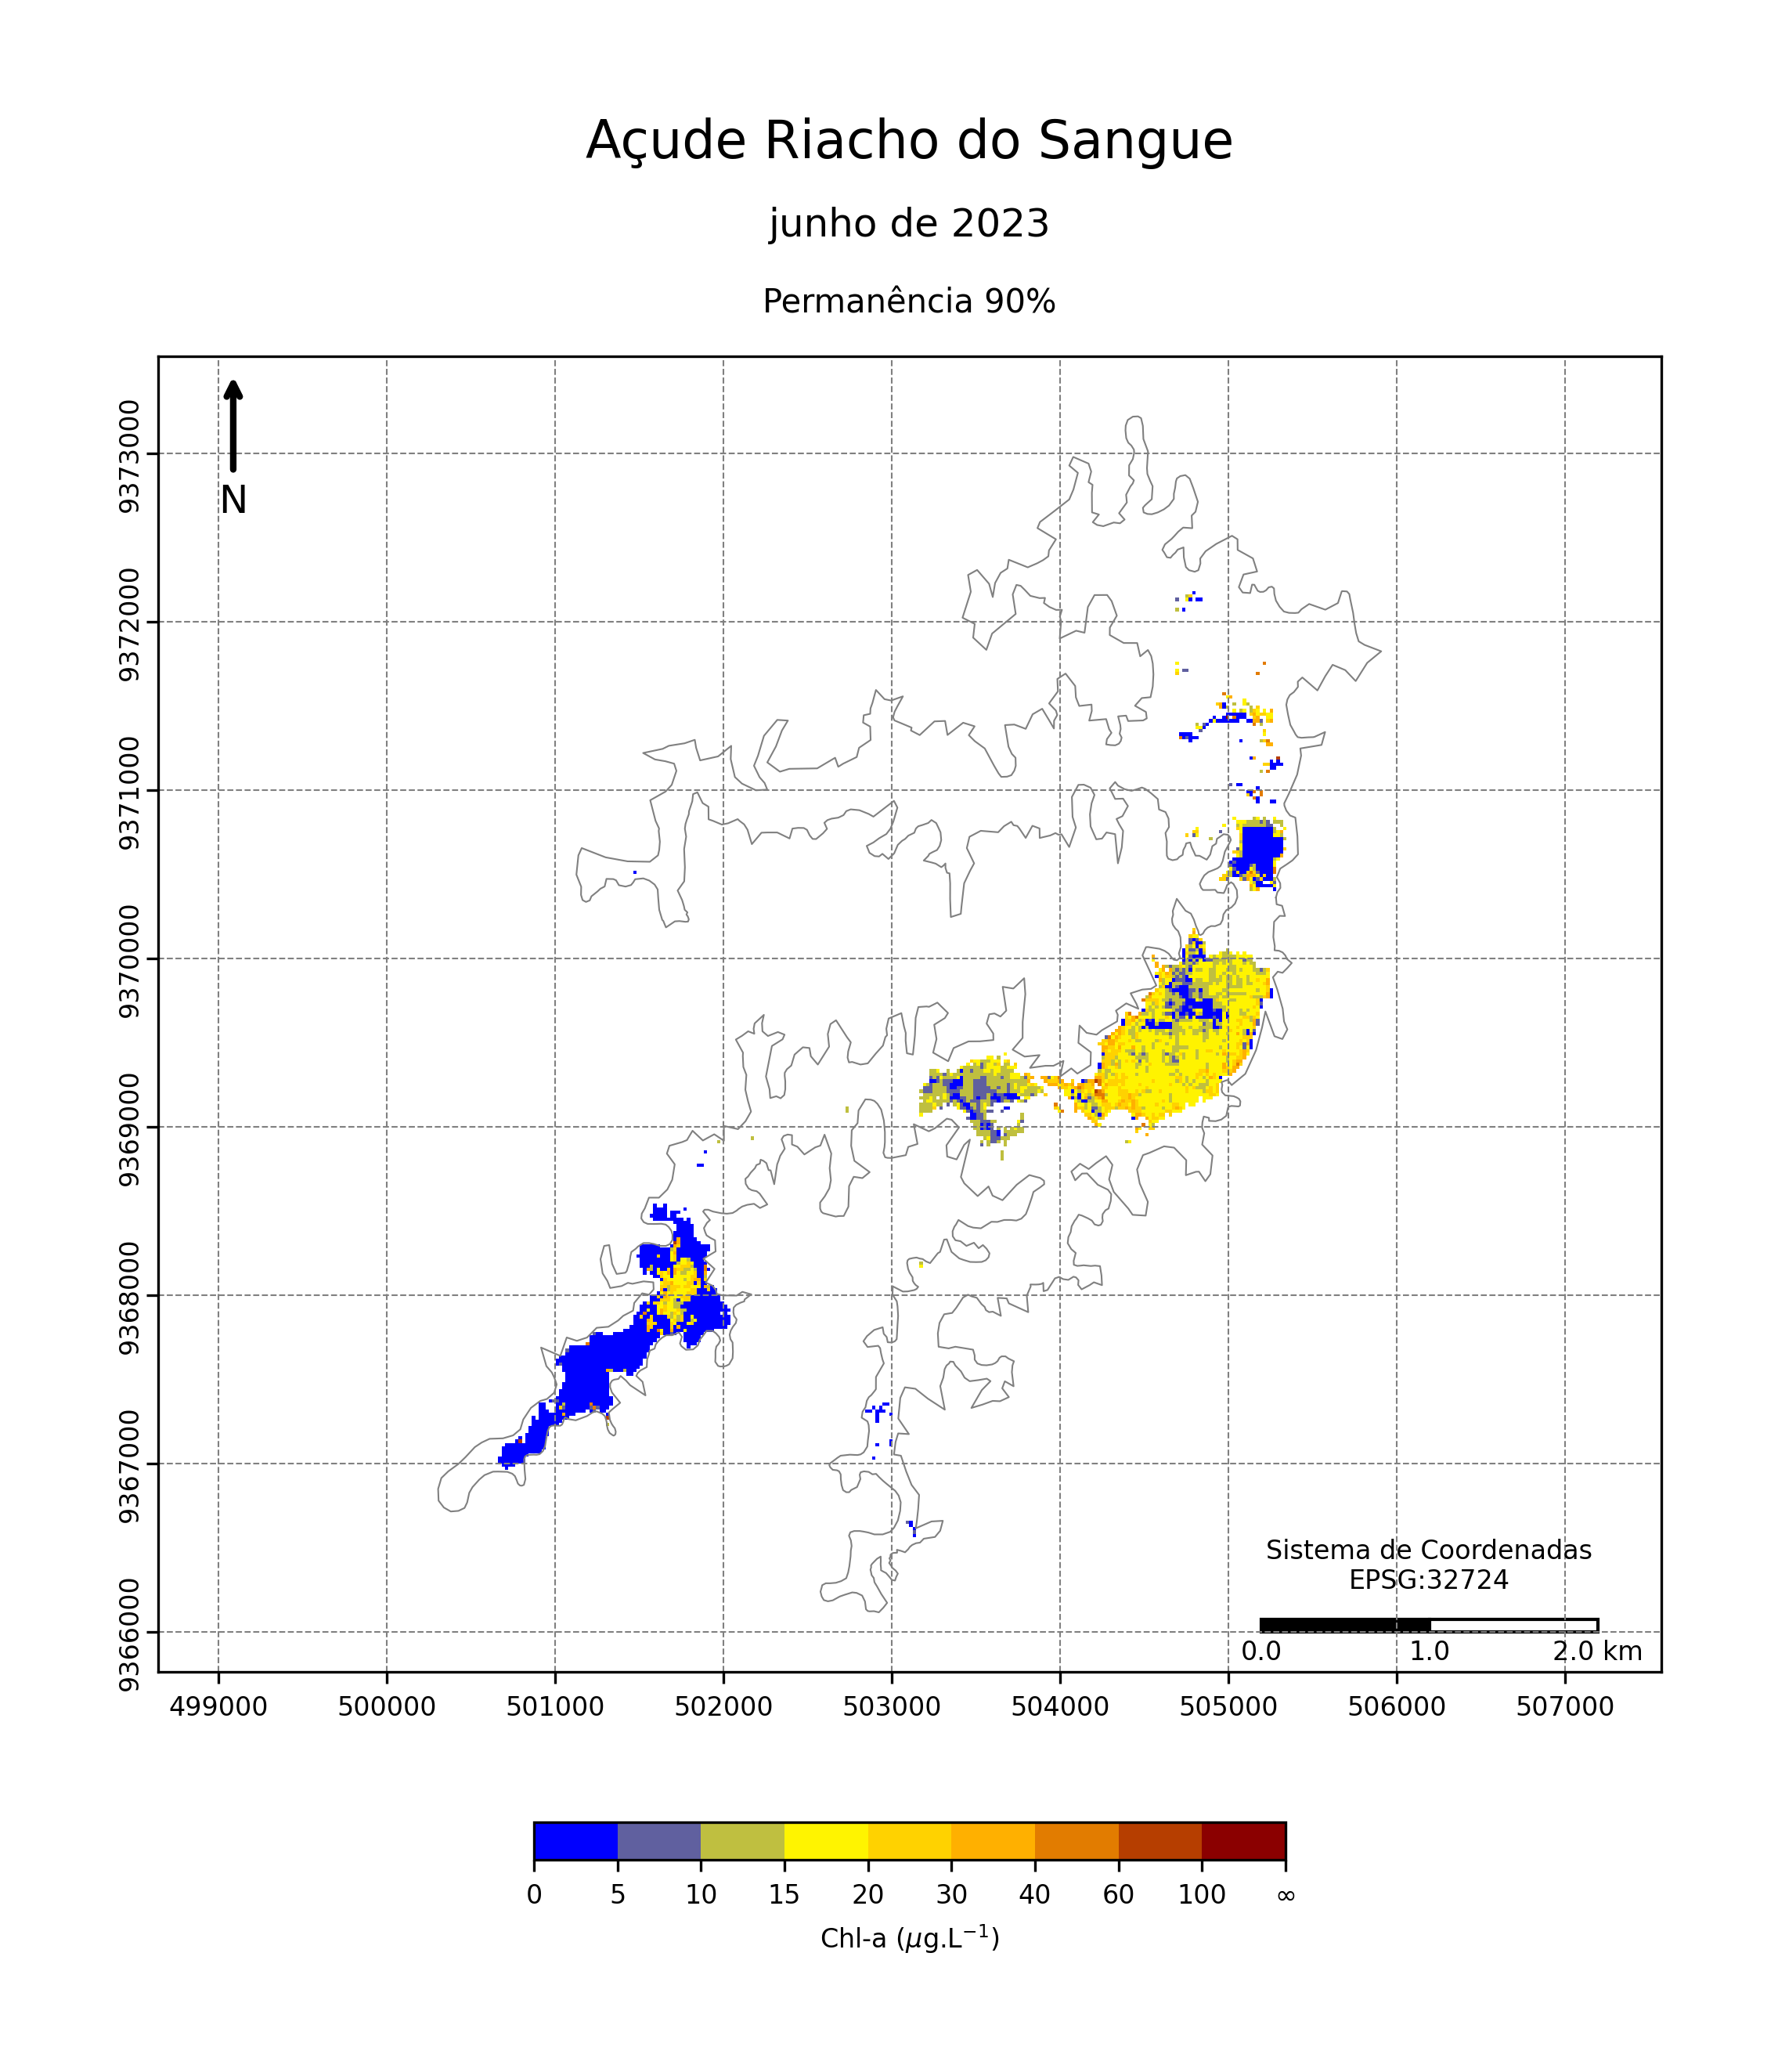 Açude Riacho do Sangue
junho de 2023
Permanência 90%
N
9373000
9372000
9371000
9370000
9369000
9368000
9367000
9366000
Sistema de Coordenadas
EPSG:32724
0.0 1.0 2.0 km
499000 500000 501000 502000 503000 504000 505000 506000 507000
0 5 10 15 20 30 40 60 100 ∞
Chl-a (μg.L⁻¹)